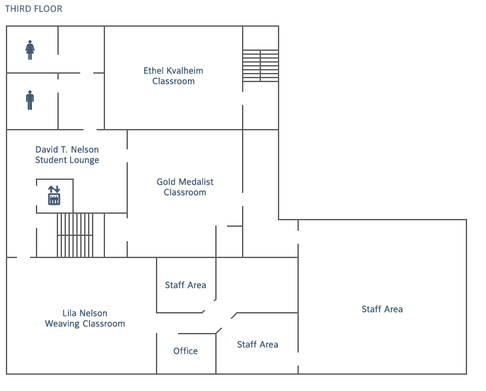 THIRD FLOOR
Ethel Kvalheim
Classroom
David T. Nelson
Student Lounge
Gold Medalist
Classroom
Staff Area
Lila Nelson
Weaving Classroom
Staff Area
Staff Area
Office